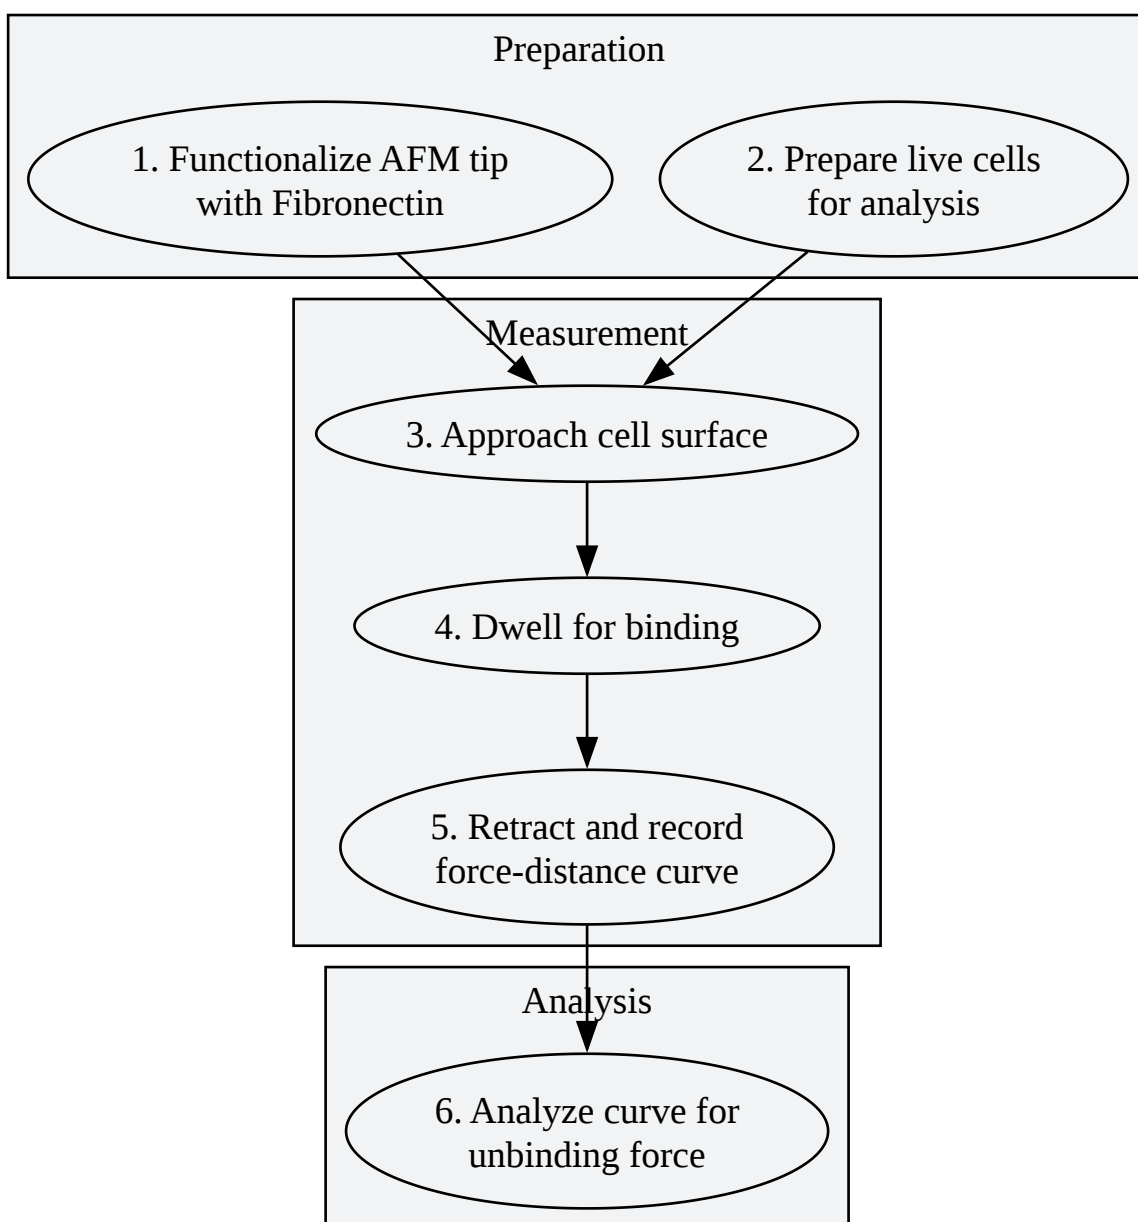 Preparation
1. Functionalize AFM tip
with Fibronectin
2. Prepare live cells
for analysis
Measurement
3. Approach cell surface
4. Dwell for binding
5. Retract and record
force-distance curve
Analysis
6. Analyze curve for
unbinding force